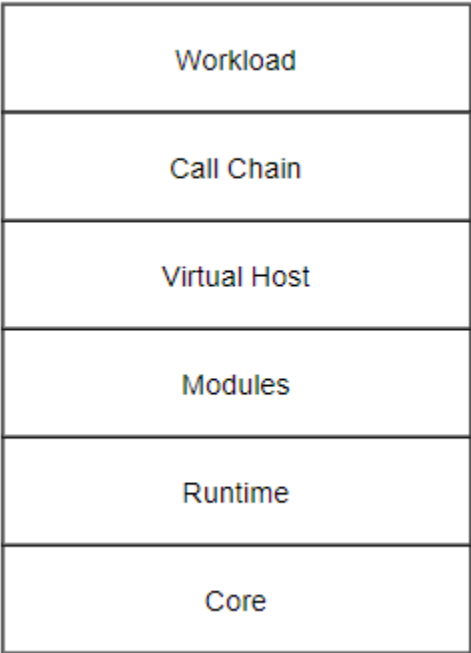 Workload
Call Chain
Virtual Host
Modules
Runtime
Core